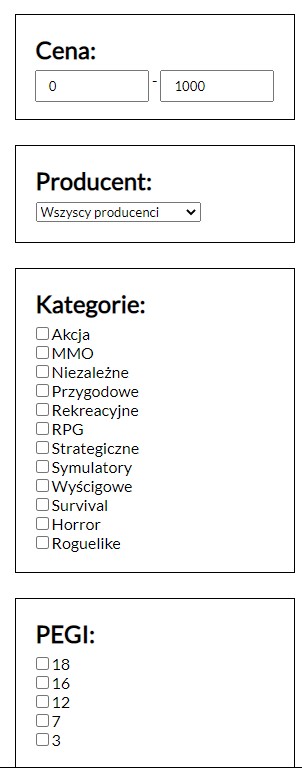 Cena:
0 - 1000
Producent:
Wszyscy producenci
Kategorie:
Akcja
MMO
Niezależne
Przygodowe
Rekreacyjne
RPG
Strategiczne
Symulatory
Wyścigowe
Survival
Horror
Roguelike
PEGI:
18
16
12
7
3